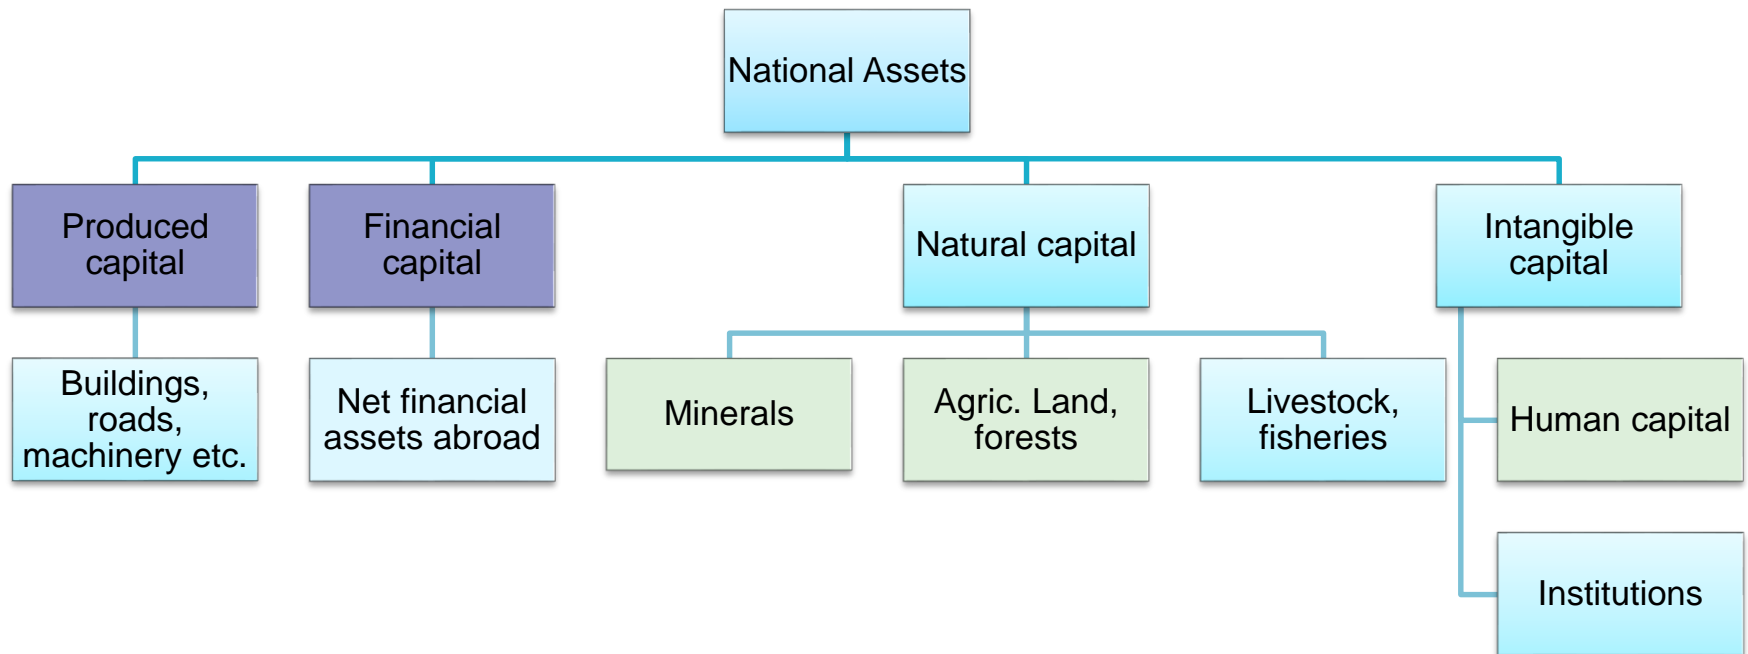 National Assets
Produced
capital
Financial
capital
Natural capital
Intangible
capital
Buildings,
roads,
machinery etc.
Net financial
assets abroad
Minerals
Agric. Land,
forests
Livestock,
fisheries
Human capital
Institutions